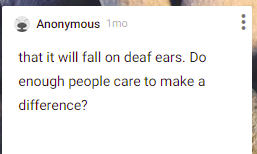 Anonymous 1mo
that it will fall on deaf ears. Do
enough people care to make a
difference?